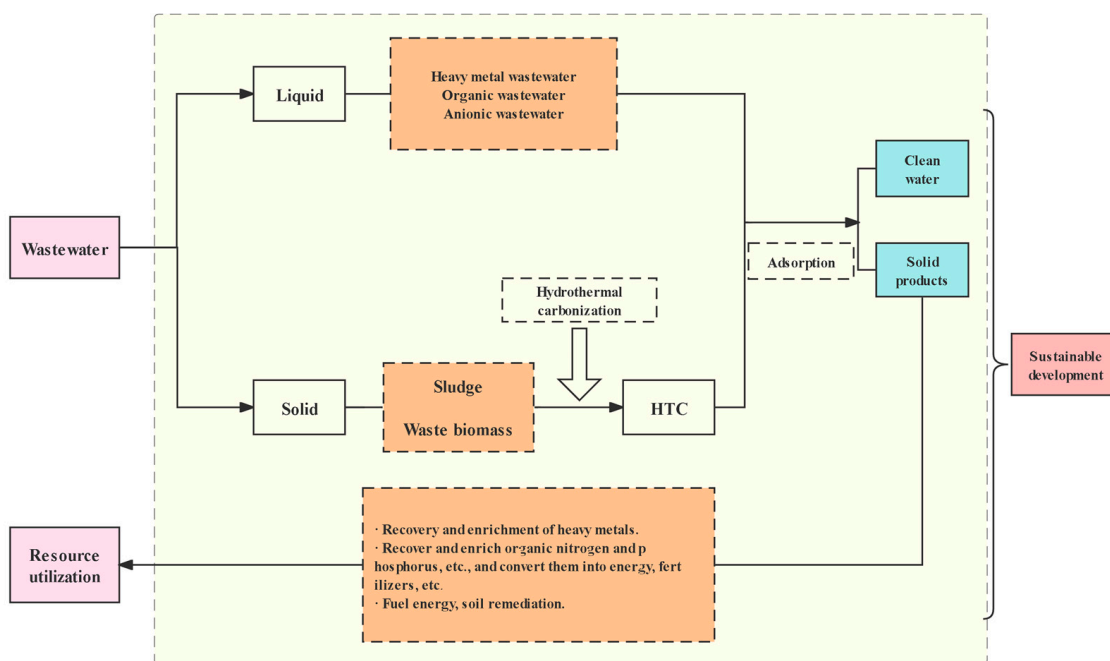 Wastewater
Liquid
Heavy metal wastewater
Organic wastewater
Anionic wastewater
Clean
water
Adsorption
Solid
products
Hydrothermal
carbonization
Solid
Sludge
Waste biomass
HTC
Sustainable
development
Resource
utilization
· Recovery and enrichment of heavy metals.
· Recover and enrich organic nitrogen and p
hosphorus, etc., and convert them into energy, fert
ilizers, etc.
· Fuel energy, soil remediation.